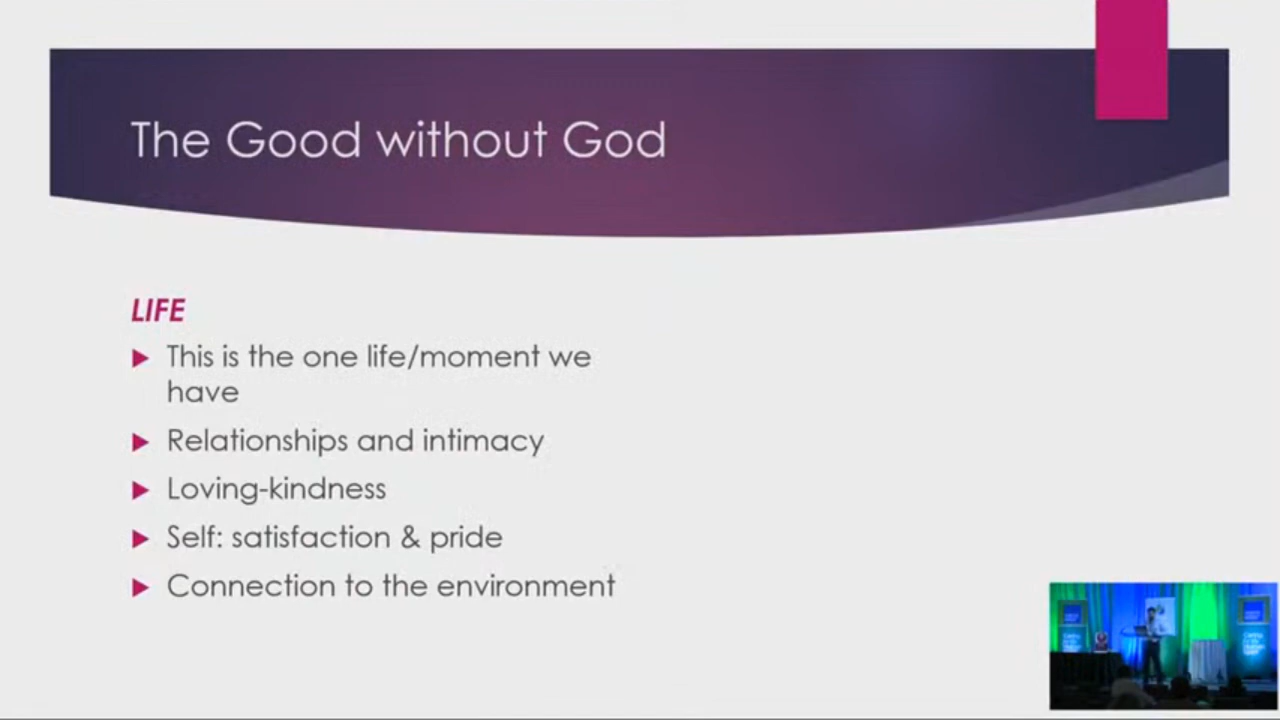 The Good without God
LIFE
This is the one life/moment we
have
Relationships and intimacy
Loving-kindness
Self: satisfaction & pride
Connection to the environment